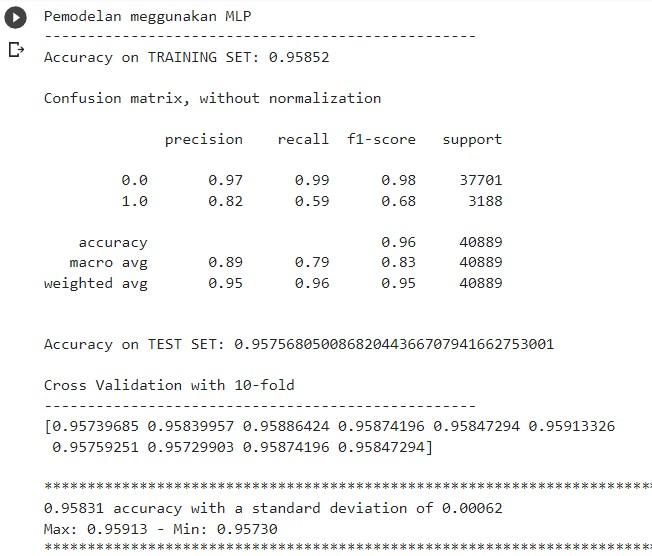 Pemodelan meggunakan MLP
--------------------------------------------------
Accuracy on TRAINING SET: 0.95852
Confusion matrix, without normalization
precision recall f1-score support
0.0 0.97 0.99 0.98 37701
1.0 0.82 0.59 0.68 3188
accuracy 0.96 40889
macro avg 0.89 0.79 0.83 40889
weighted avg 0.95 0.96 0.95 40889
Accuracy on TEST SET: 0.9575680500868204436670794166275300​1
Cross Validation with 10-fold
--------------------------------------------------
[0.95739685 0.95839957 0.95886424 0.95874196 0.95847294 0.95913326
0.95759251 0.95729903 0.95874196 0.95847294]
**********************************************************************
0.95831 accuracy with a standard deviation of 0.00062
Max: 0.95913 - Min: 0.95730
**********************************************************************